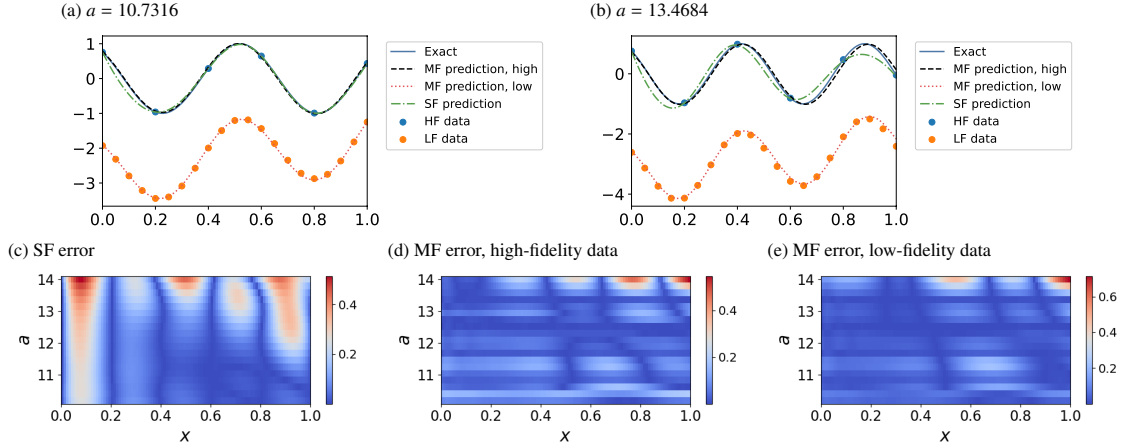 (a) a = 10.7316
(b) a = 13.4684
1
0
−1
−2
−3
0.0 0.2 0.4 0.6 0.8 1.0
Exact
MF prediction, high
MF prediction, low
SF prediction
HF data
LF data
0
−2
−4
0.0 0.2 0.4 0.6 0.8 1.0
Exact
MF prediction, high
MF prediction, low
SF prediction
HF data
LF data
(c) SF error
(d) MF error, high-fidelity data
(e) MF error, low-fidelity data
14
13
12
11
a
0.0 0.2 0.4 0.6 0.8 1.0
x
0.4
0.2
14
13
12
11
a
0.0 0.2 0.4 0.6 0.8 1.0
x
0.4
0.2
14
13
12
11
a
0.0 0.2 0.4 0.6 0.8 1.0
x
0.6
0.4
0.2